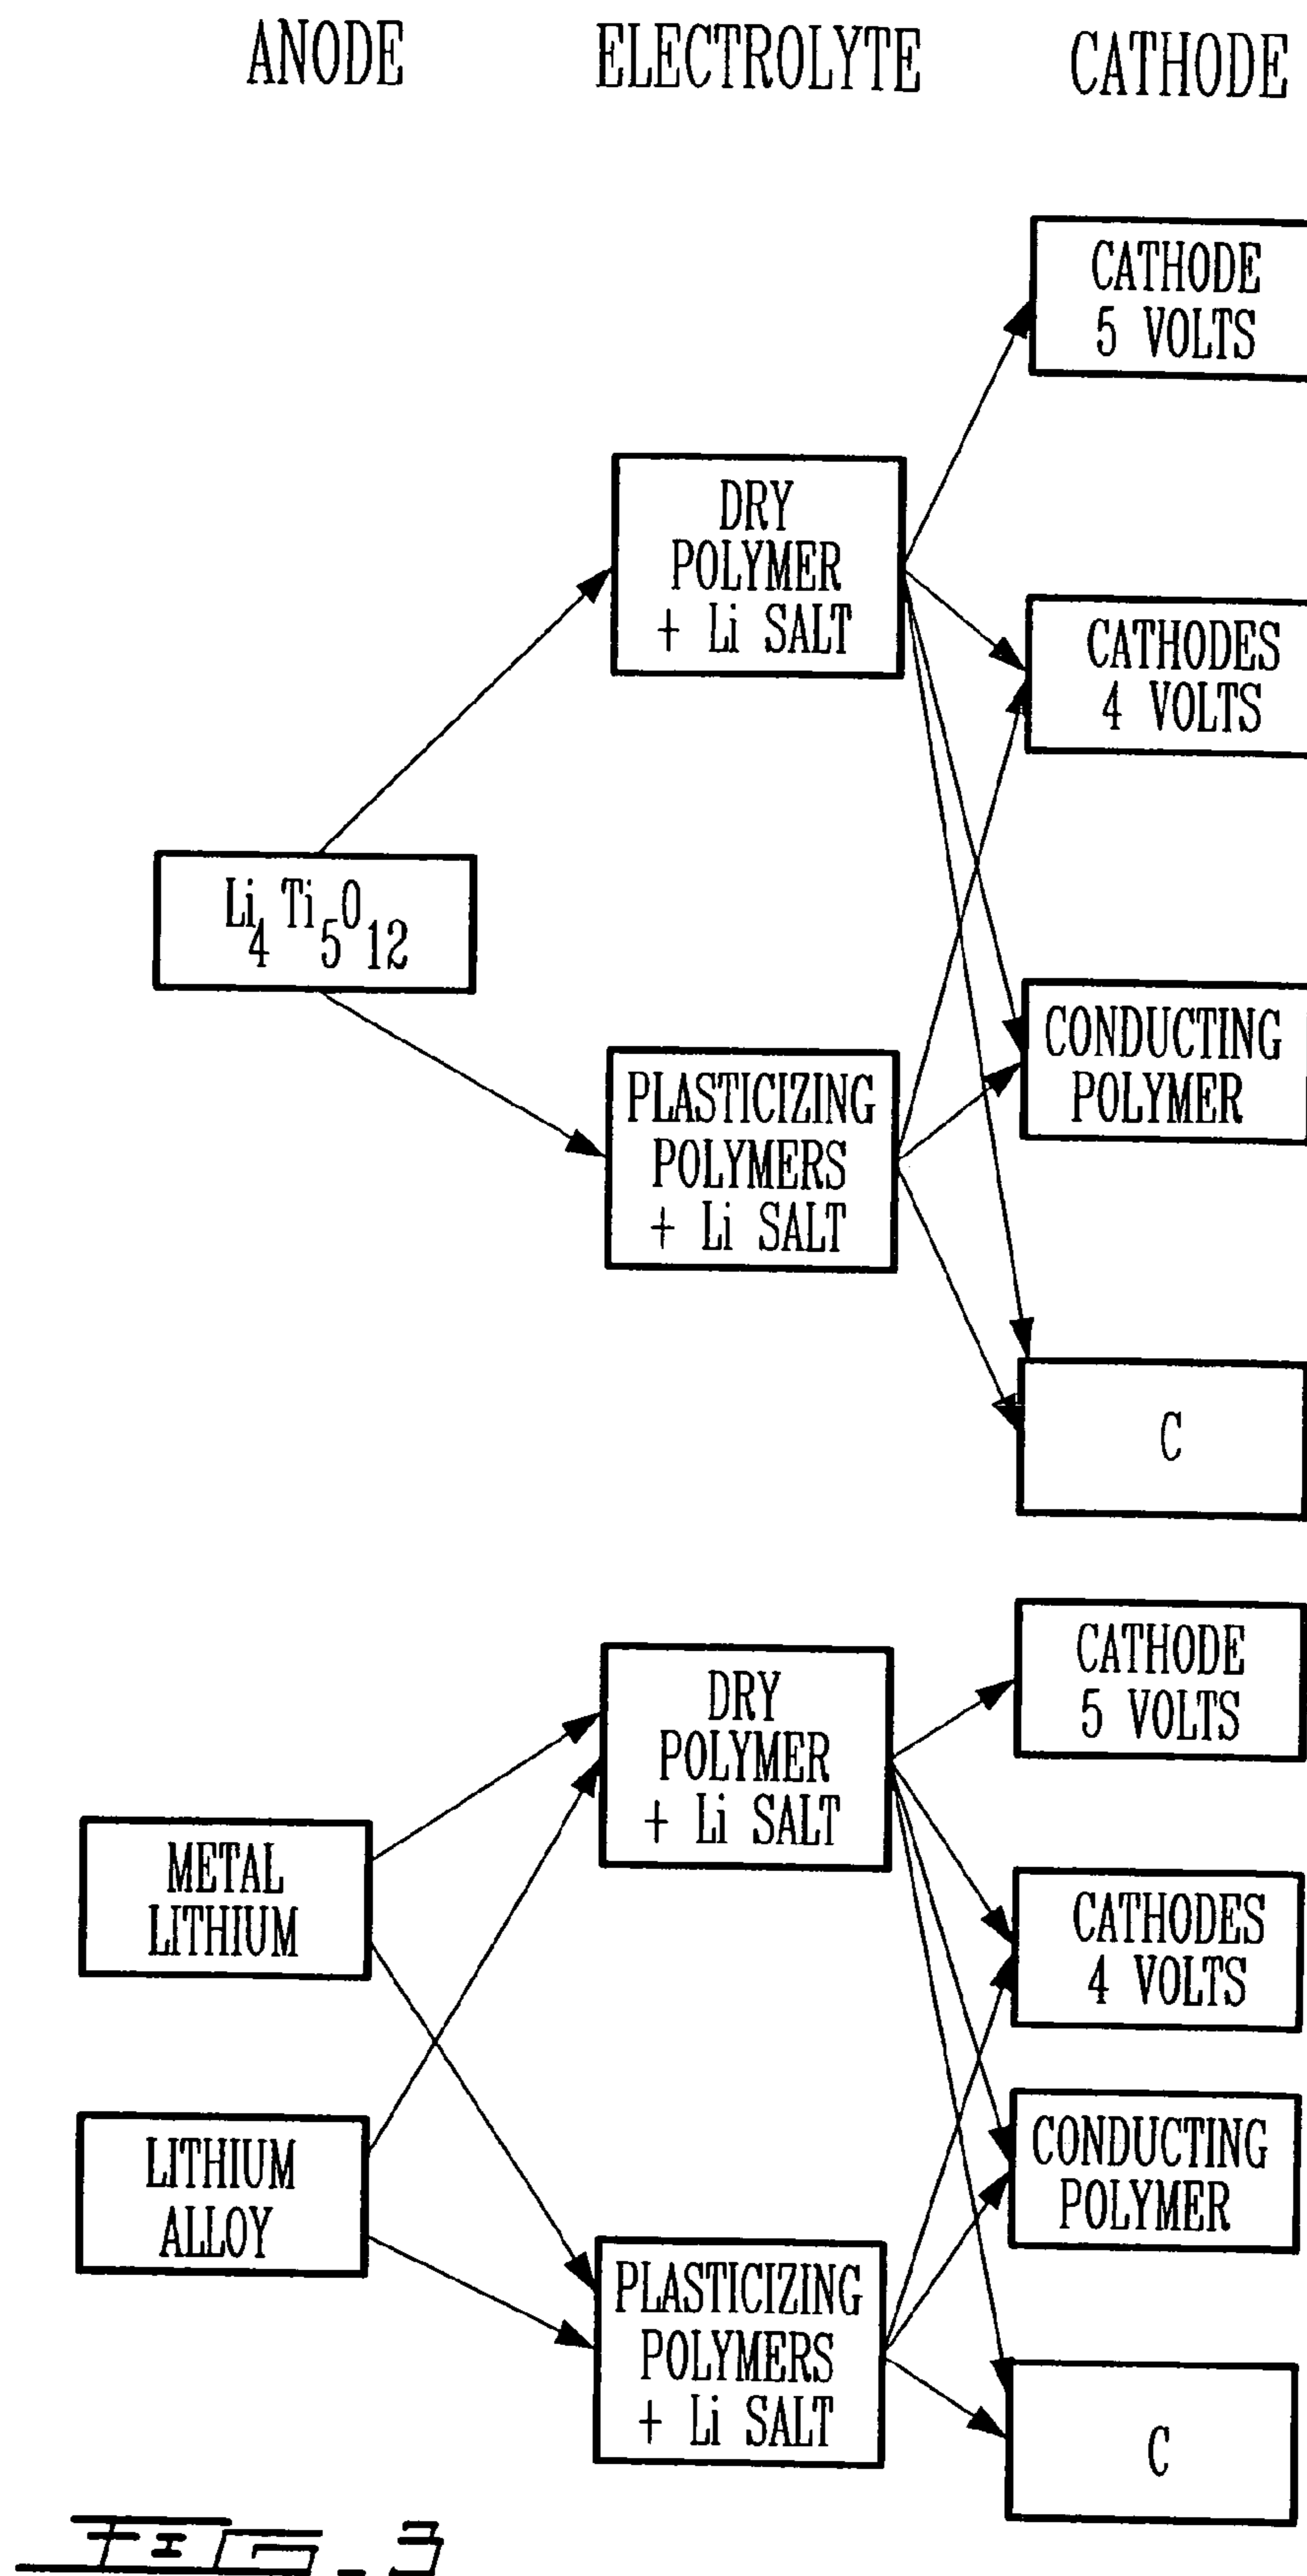 ANODE ELECTROLYTE CATHODE
CATHODE
5 VOLTS
DRY
POLYMER
+ Li SALT
CATHODES
4 VOLTS
Li4 Ti5O12
PLASTICIZING
POLYMERS
+ Li SALT
CONDUCTING
POLYMER
C
DRY
POLYMER
+ Li SALT
CATHODE
5 VOLTS
METAL
LITHIUM
CATHODES
4 VOLTS
LITHIUM
ALLOY
CONDUCTING
POLYMER
PLASTICIZING
POLYMERS
+ Li SALT
C
FIG. 3